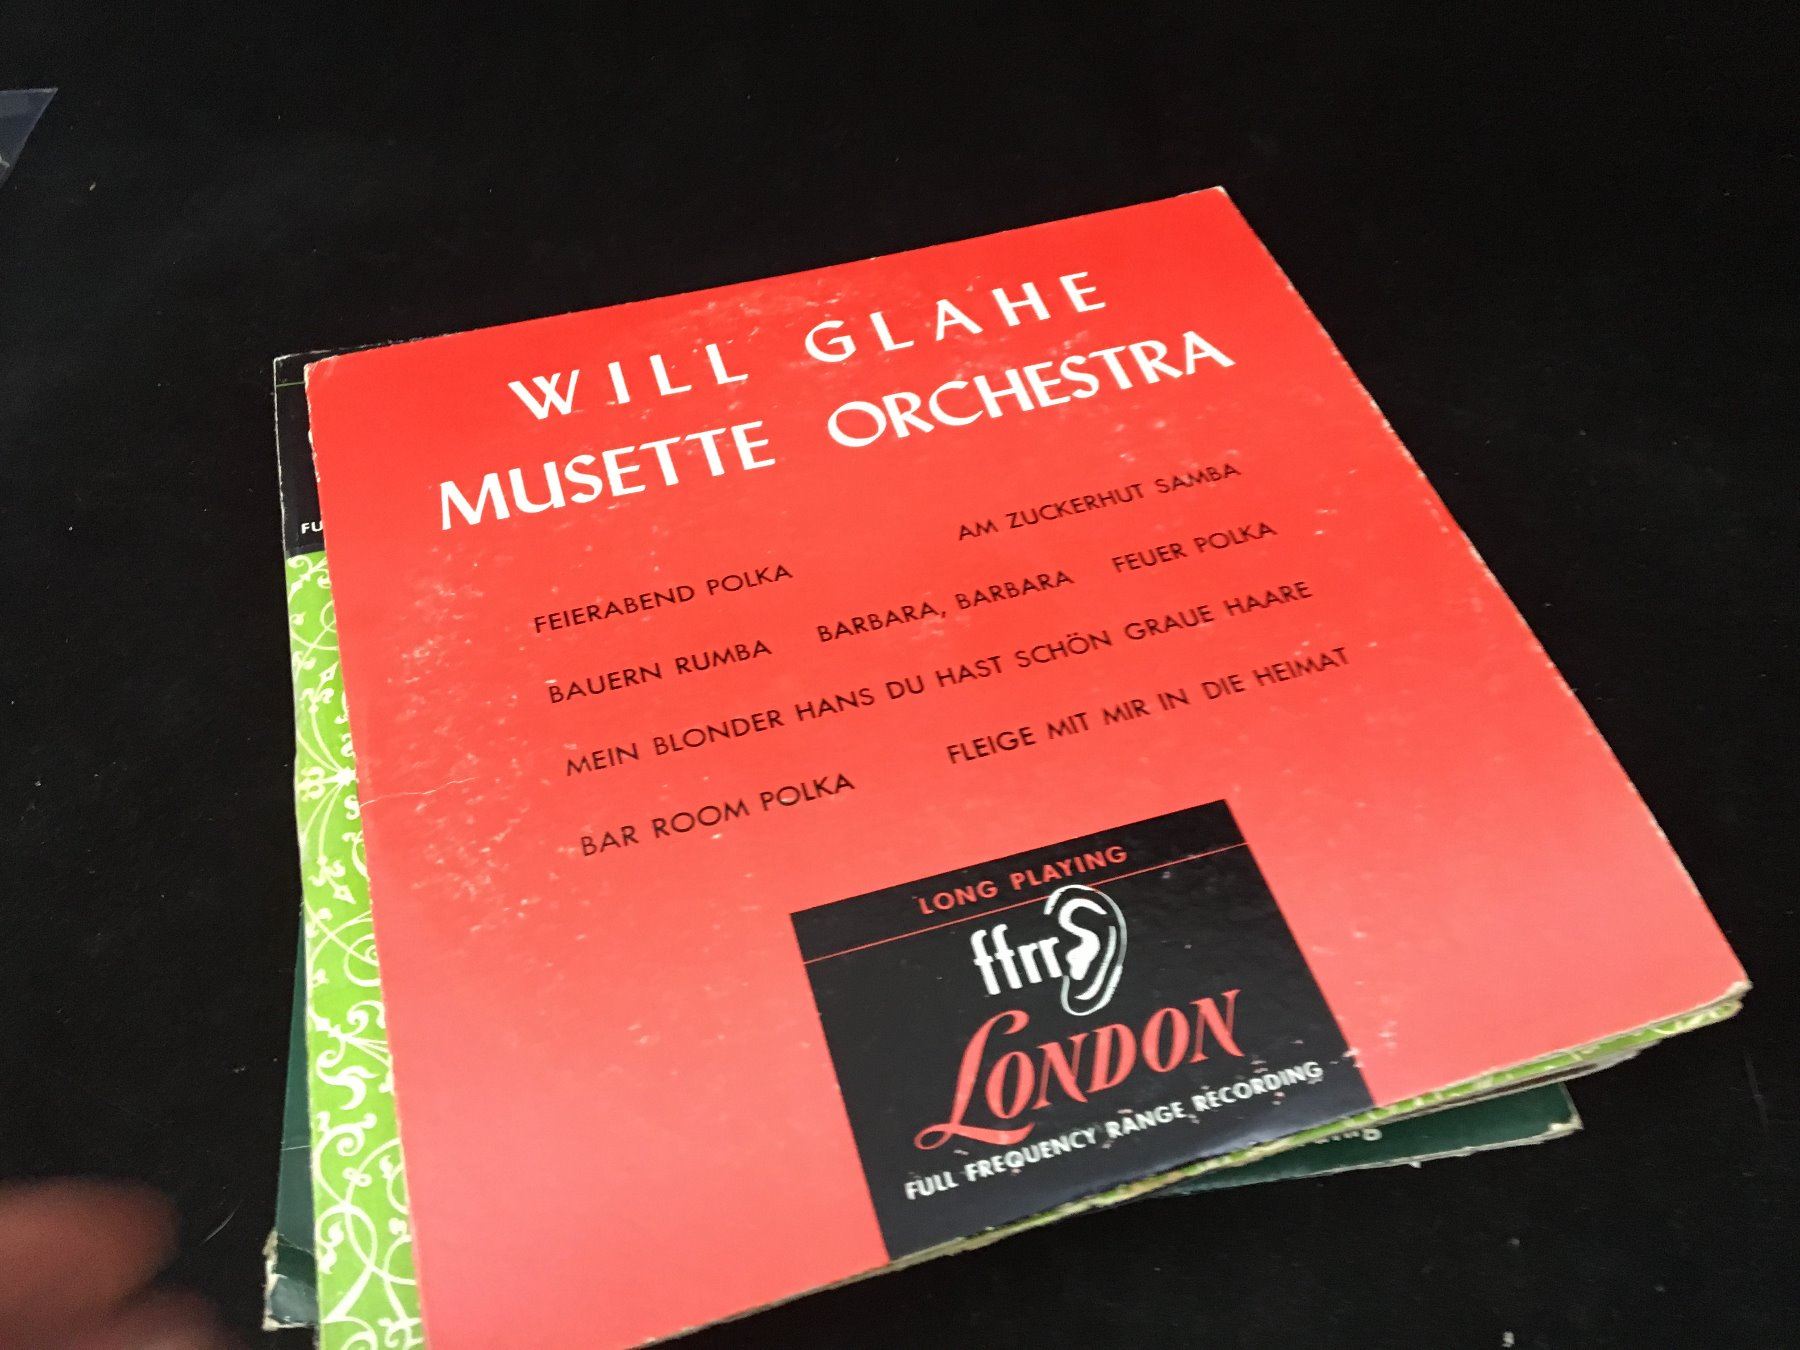 WILL GLAHE
MUSETTE ORCHESTRA
AM ZUCKERHUT SAMBA
FEIERABEND POLKA
BAUERN RUMBA BARBARA, BARBARA FEUER POLKA
MEIN BLONDER HANS DU HAST SCHÖN GRAUE HAARE
BAR ROOM POLKA FLEIGE MIT MIR IN DIE HEIMAT
LONG PLAYING
ffrr
LONDON
FULL FREQUENCY RANGE RECORDING
FU